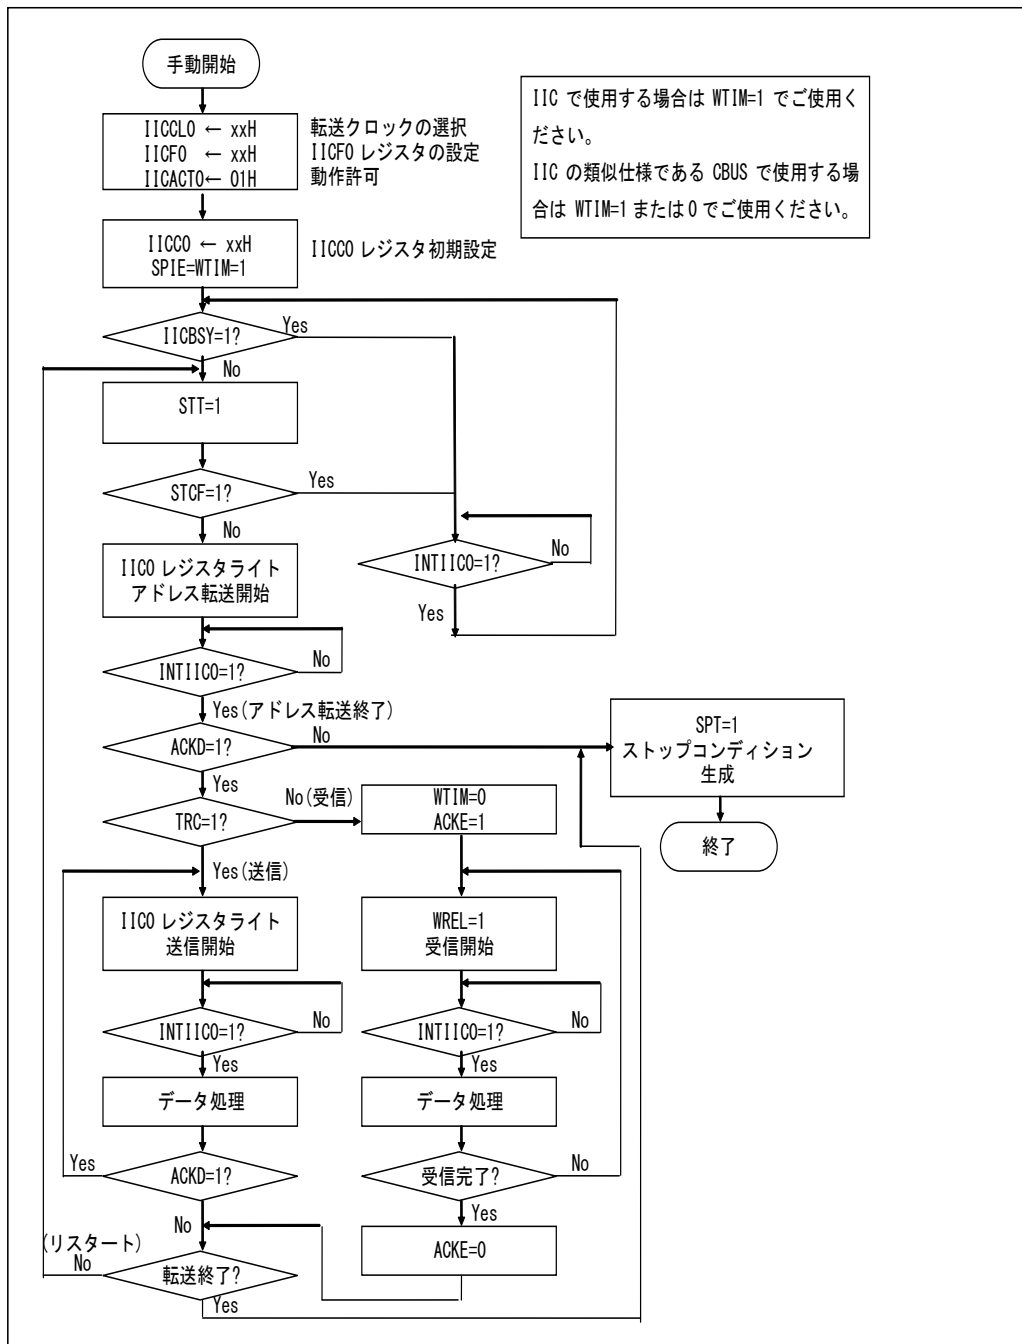 手動開始
IICCL0 ← xxH
IICF0 ← xxH
IICACT0← 01H
転送クロックの選択
IICF0 レジスタの設定
動作許可
IIC で使用する場合は WTIM=1 でご使用く
ださい。
IIC の類似仕様である CBUS で使用する場
合は WTIM=1 または 0 でご使用ください。
IICC0 ← xxH
SPIE=WTIM=1
IICC0 レジスタ初期設定
IICBSY=1?
Yes
No
STT=1
STCF=1?
Yes
No
INTIIC0=1?
No
Yes
IIC0 レジスタライト
アドレス転送開始
INTIIC0=1?
No
Yes(アドレス転送終了)
ACKD=1?
No
Yes
SPT=1
ストップコンディション
生成
終了
TRC=1?
No(受信)
WTIM=0
ACKE=1
Yes(送信)
IIC0 レジスタライト
送信開始
WREL=1
受信開始
INTIIC0=1?
No
Yes
INTIIC0=1?
No
Yes
データ処理
データ処理
ACKD=1?
Yes
No
受信完了?
No
Yes
ACKE=0
(リスタート)
No
転送終了?
Yes